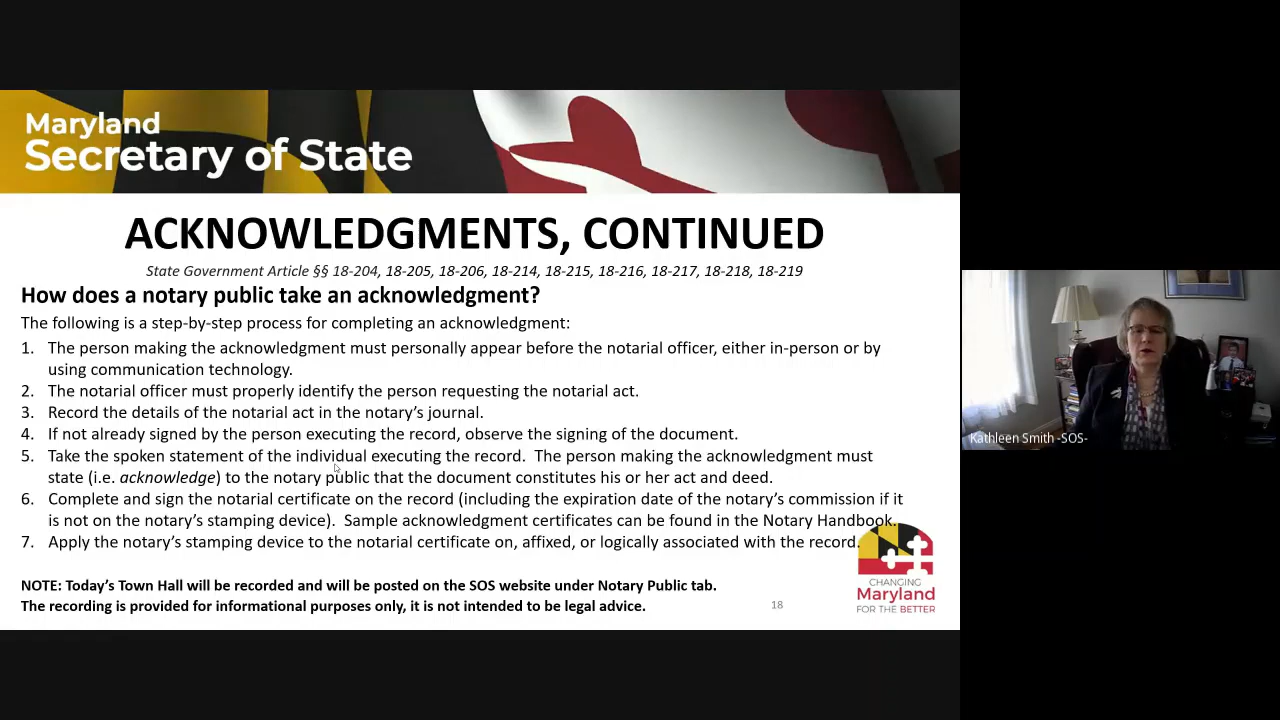 Maryland
Secretary of State
ACKNOWLEDGMENTS, CONTINUED
State Government Article §§ 18-204, 18-205, 18-206, 18-214, 18-215, 18-216, 18-217, 18-218, 18-219
How does a notary public take an acknowledgment?
The following is a step-by-step process for completing an acknowledgment:
1. The person making the acknowledgment must personally appear before the notarial officer, either in-person or by
using communication technology.
2. The notarial officer must properly identify the person requesting the notarial act.
3. Record the details of the notarial act in the notary's journal.
4. If not already signed by the person executing the record, observe the signing of the document.
5. Take the spoken statement of the individual executing the record. The person making the acknowledgment must
state (i.e. acknowledge) to the notary public that the document constitutes his or her act and deed.
6. Complete and sign the notarial certificate on the record (including the expiration date of the notary's commission if it
is not on the notary's stamping device). Sample acknowledgment certificates can be found in the Notary Handbook.
7. Apply the notary's stamping device to the notarial certificate on, affixed, or logically associated with the record.
NOTE: Today's Town Hall will be recorded and will be posted on the SOS website under Notary Public tab.
The recording is provided for informational purposes only, it is not intended to be legal advice.
18
CHANGING
Maryland
FOR THE BETTER
Kathleen Smith -SOS-